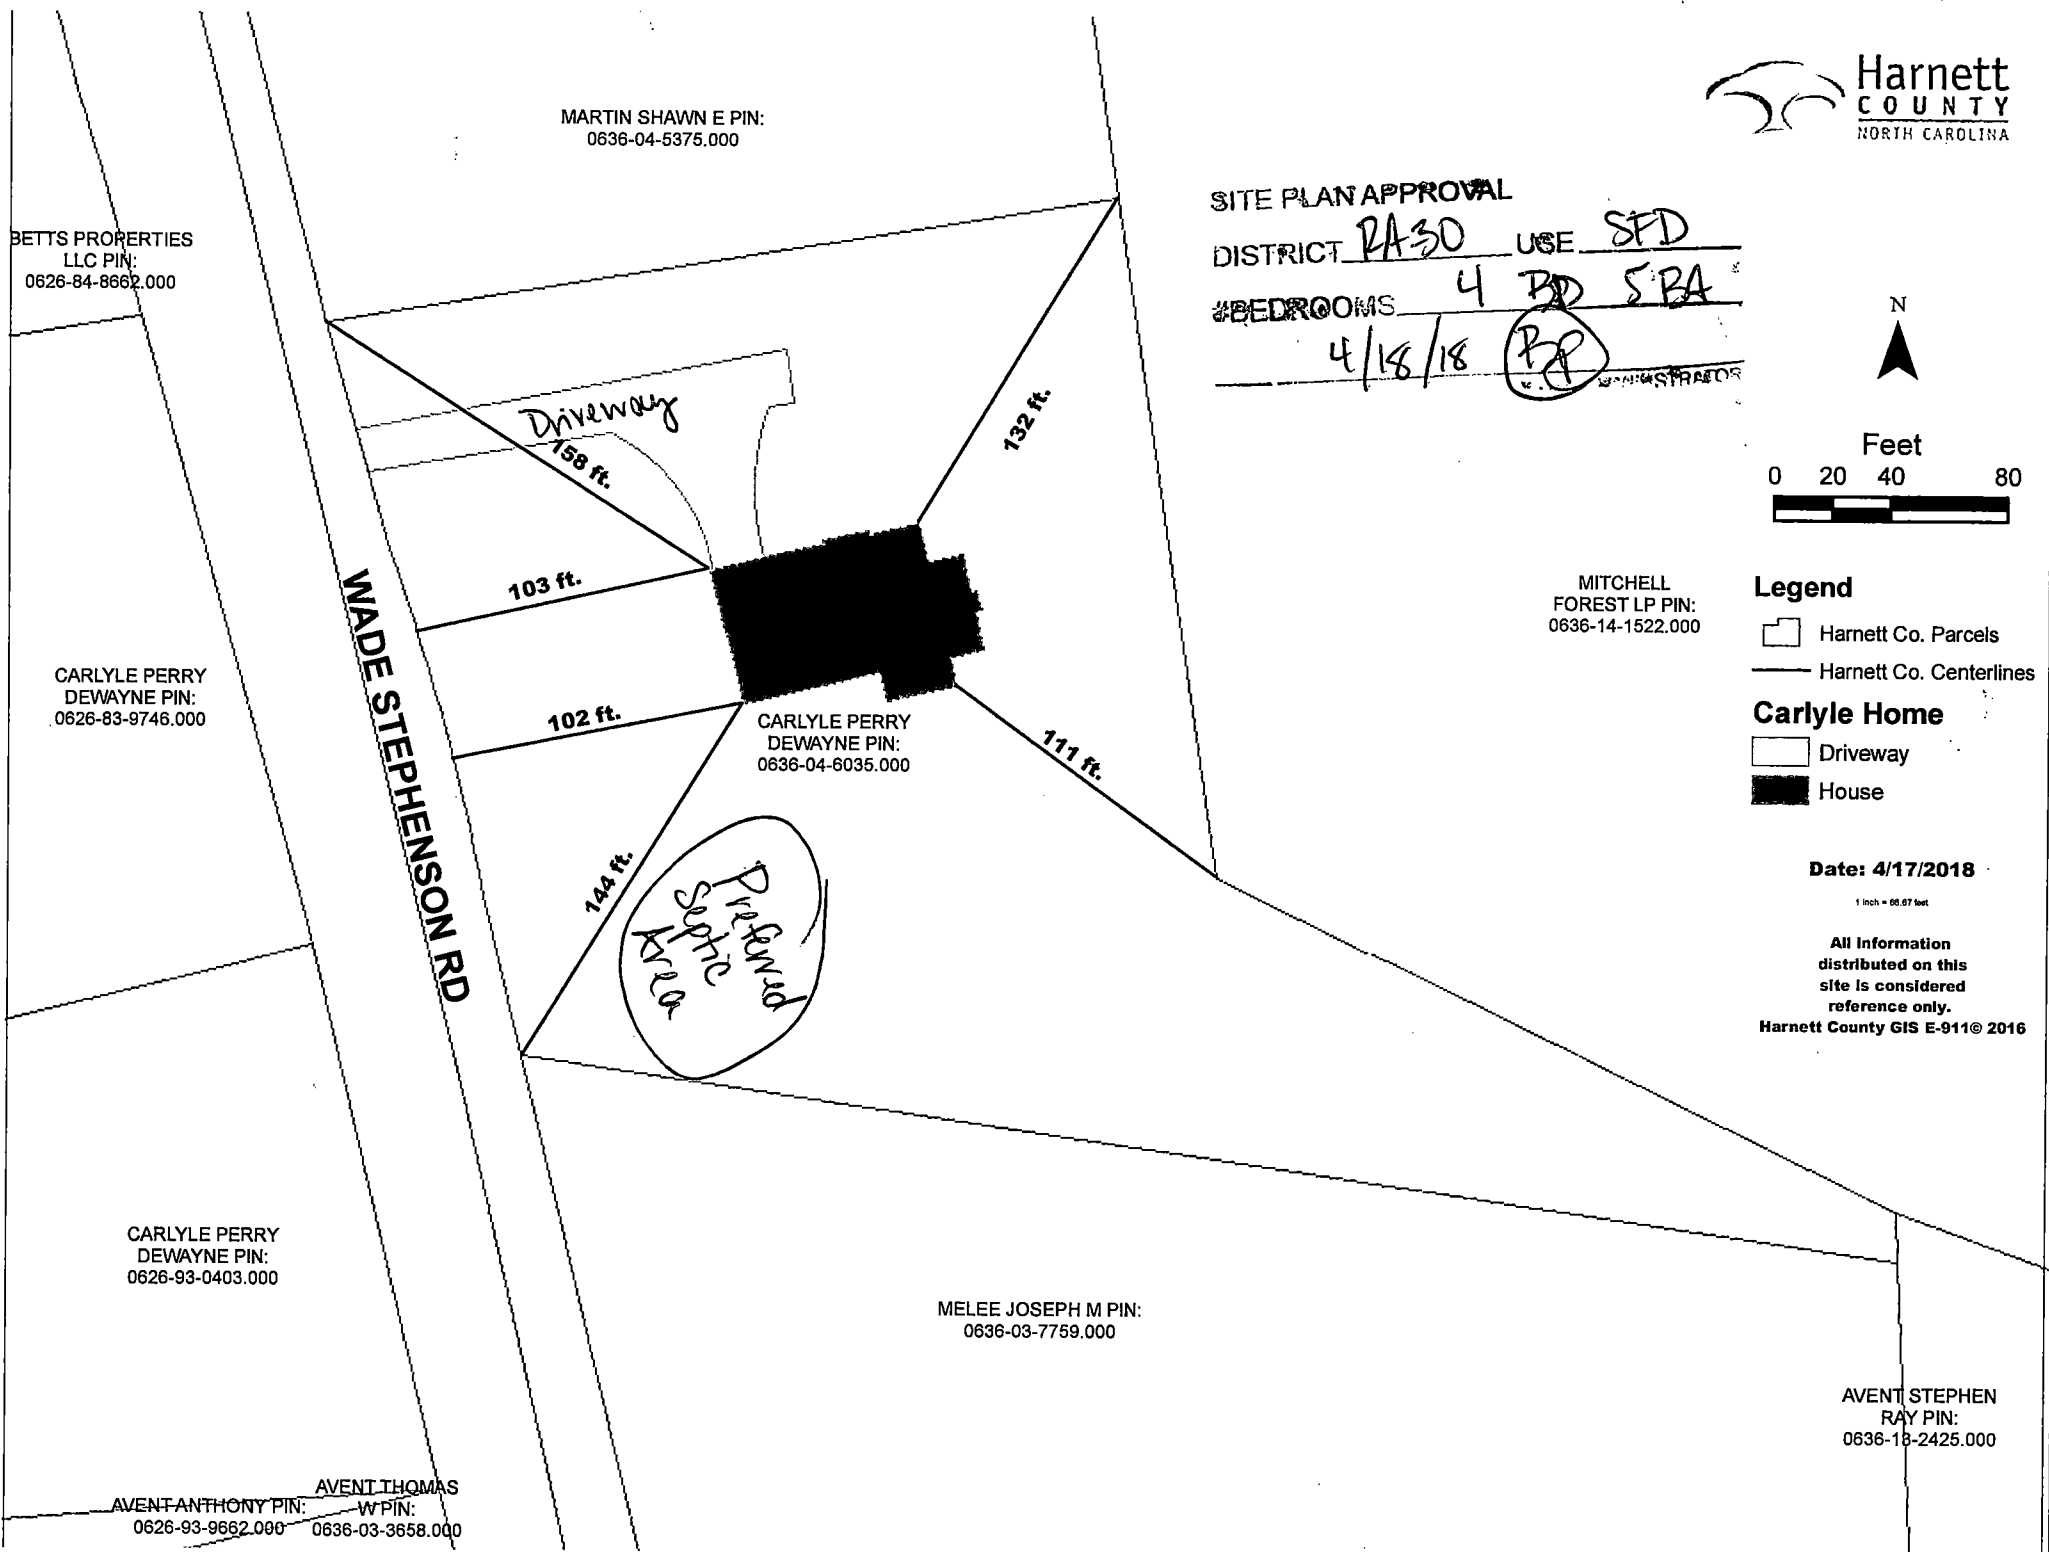 Harnett
COUNTY
NORTH CAROLINA
MARTIN SHAWN E PIN:
0636-04-5375.000
SITE PLAN APPROVAL
DISTRICT RA30 USE SFD
#BEDROOMS 4 BD 5 BA
4/18/18 BP
BETTS PROPERTIES
LLC PIN:
0626-84-8662.000
N
Feet
0 20 40 80
Driveway
158 ft.
132 ft.
103 ft.
102 ft.
144 ft.
111 ft.
WADE STEPHENSON RD
CARLYLE PERRY
DEWAYNE PIN:
0626-83-9746.000
CARLYLE PERRY
DEWAYNE PIN:
0636-04-6035.000
MITCHELL
FOREST LP PIN:
0636-14-1522.000
Legend
Harnett Co. Parcels
Harnett Co. Centerlines
Carlyle Home
Driveway
House
Preferred
Septic
Area
Date: 4/17/2018
1 inch = 66.67 feet
All information
distributed on this
site is considered
reference only.
Harnett County GIS E-911© 2016
CARLYLE PERRY
DEWAYNE PIN:
0626-93-0403.000
MELEE JOSEPH M PIN:
0636-03-7759.000
AVENT STEPHEN
RAY PIN:
0636-13-2425.000
AVENT ANTHONY PIN:
0626-93-9662.000
AVENT THOMAS
W PIN:
0636-03-3658.000